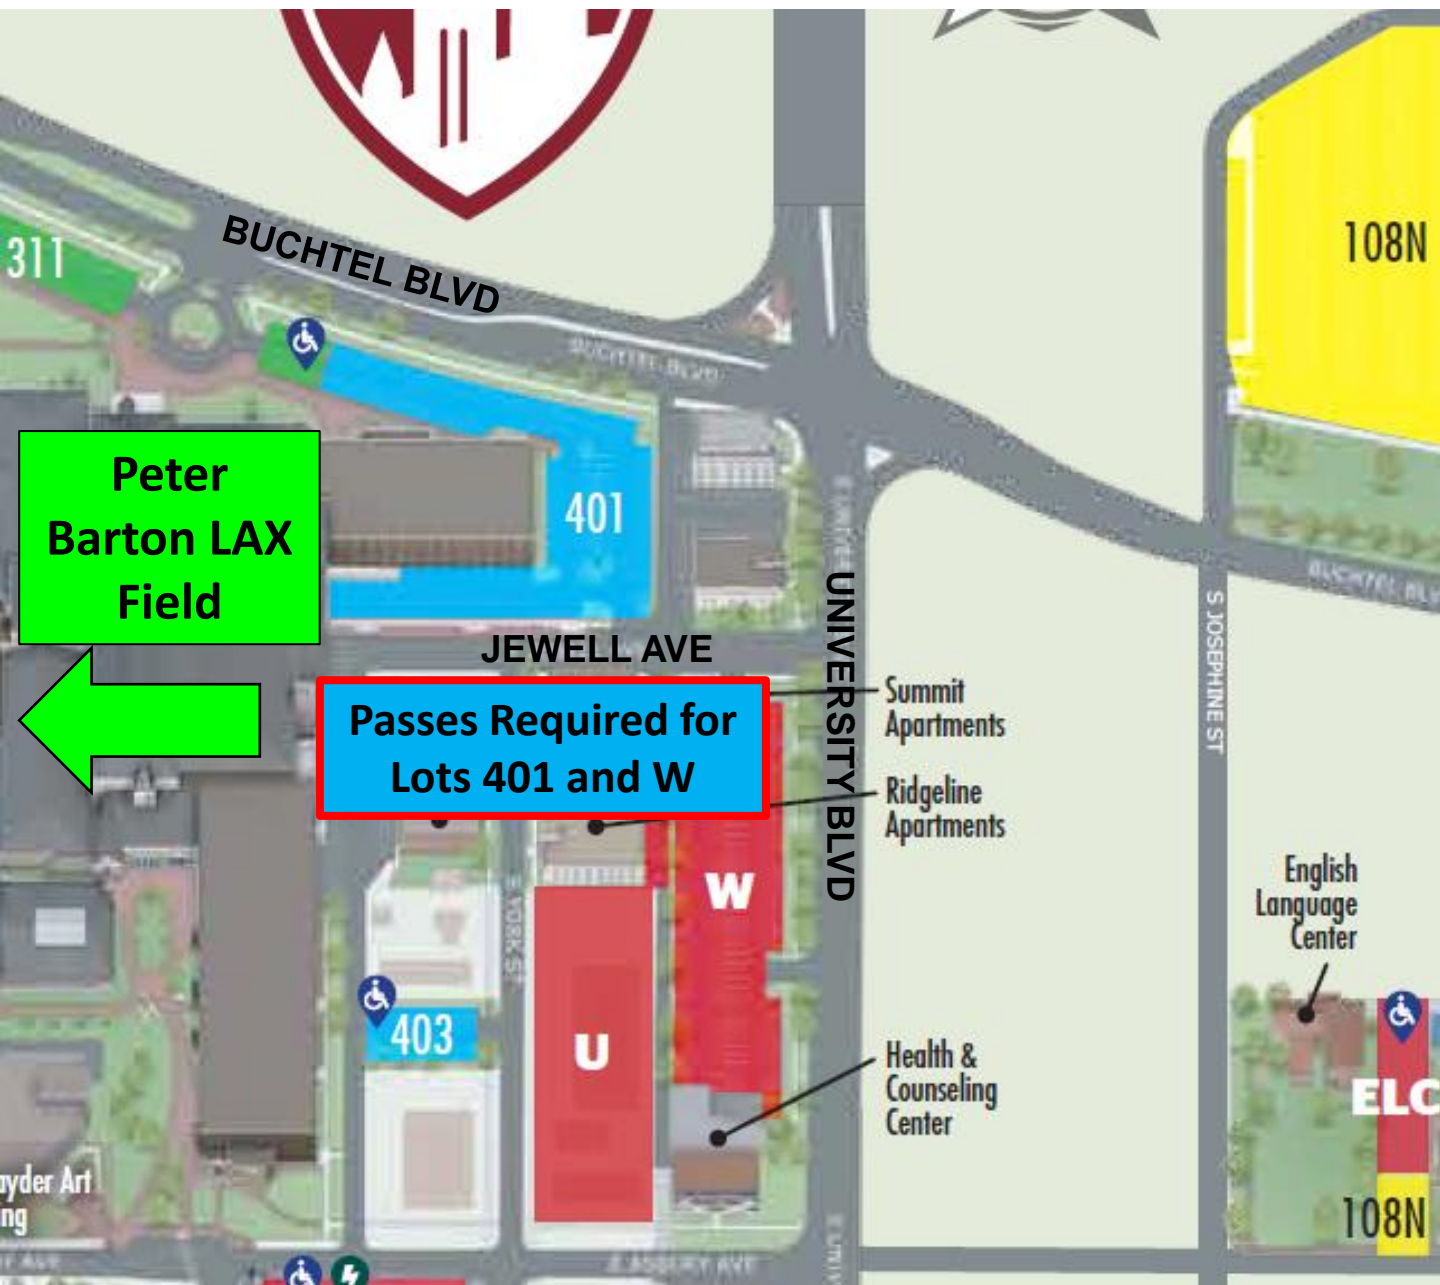 311
BUCHTEL BLVD
BUCHTEL BLVD
108N
Peter
Barton LAX
Field
401
JEWELL AVE
UNIVERSITY BLVD
S JOSEPHINE ST
Passes Required for
Lots 401 and W
Summit
Apartments
Ridgeline
Apartments
W
English
Language
Center
403
U
Health &
Counseling
Center
ELC
108N
Art
S YORK ST
E ASBURY AVE